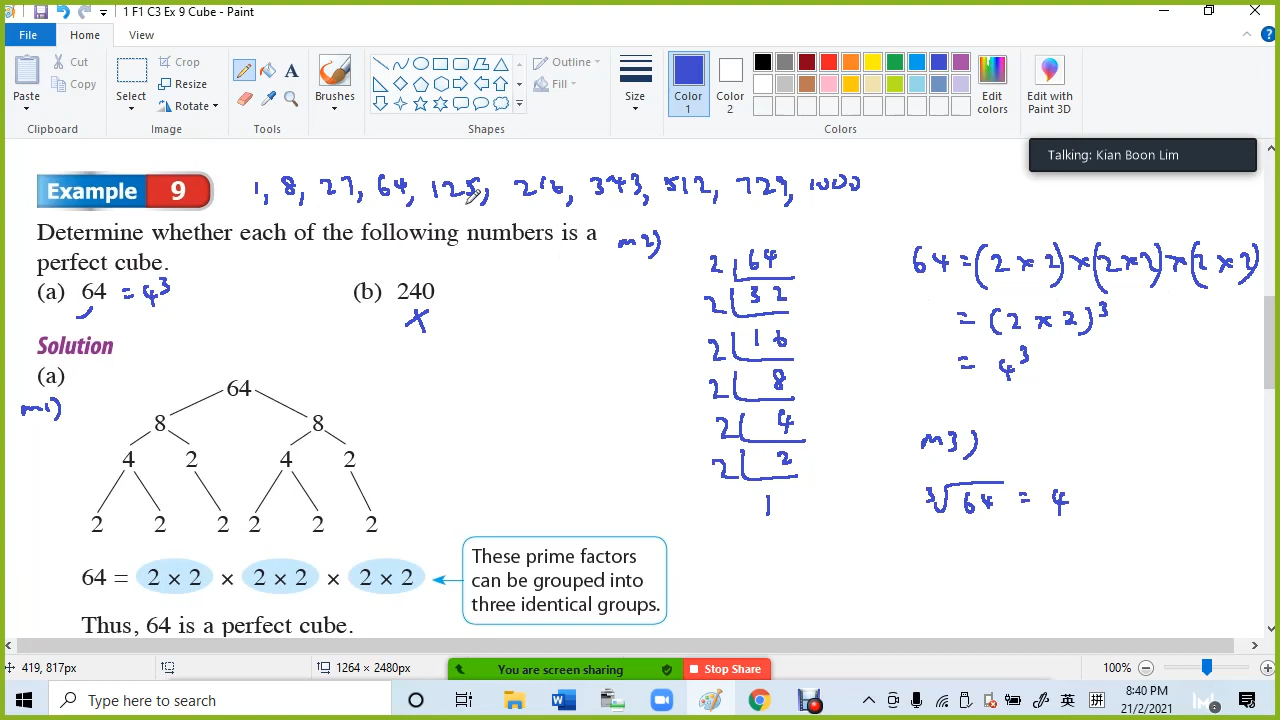 1 F1 C3 Ex 9 Cube - Paint
File Home View
Paste Cut Copy Clipboard
Select Crop Resize Rotate Image
A Tools
Brushes
Outline Fill Shapes
Size
Color 1 Color 2 Edit colors Colors
Edit with Paint 3D
Talking: Kian Boon Lim
Example 9
1, 8, 27, 64, 125, 216, 343, 512, 729, 1000
Determine whether each of the following numbers is a
perfect cube.
(a) 64 = 4³ (b) 240
Solution
(a)
m1)
64
8 8
4 2 4 2
2 2 2 2 2 2
64 = 2 × 2 × 2 × 2 × 2 × 2
These prime factors
can be grouped into
three identical groups.
Thus, 64 is a perfect cube.
m2)
2 64
2 32
2 16
2 8
2 4
2 2
1
64 = (2 × 2) × (2 × 2) × (2 × 2)
= (2 × 2)³
= 4³
m3)
³√64 = 4
419, 817px 1264 × 2480px 100%
You are screen sharing Stop Share
Type here to search
英 拼
8:40 PM
21/2/2021